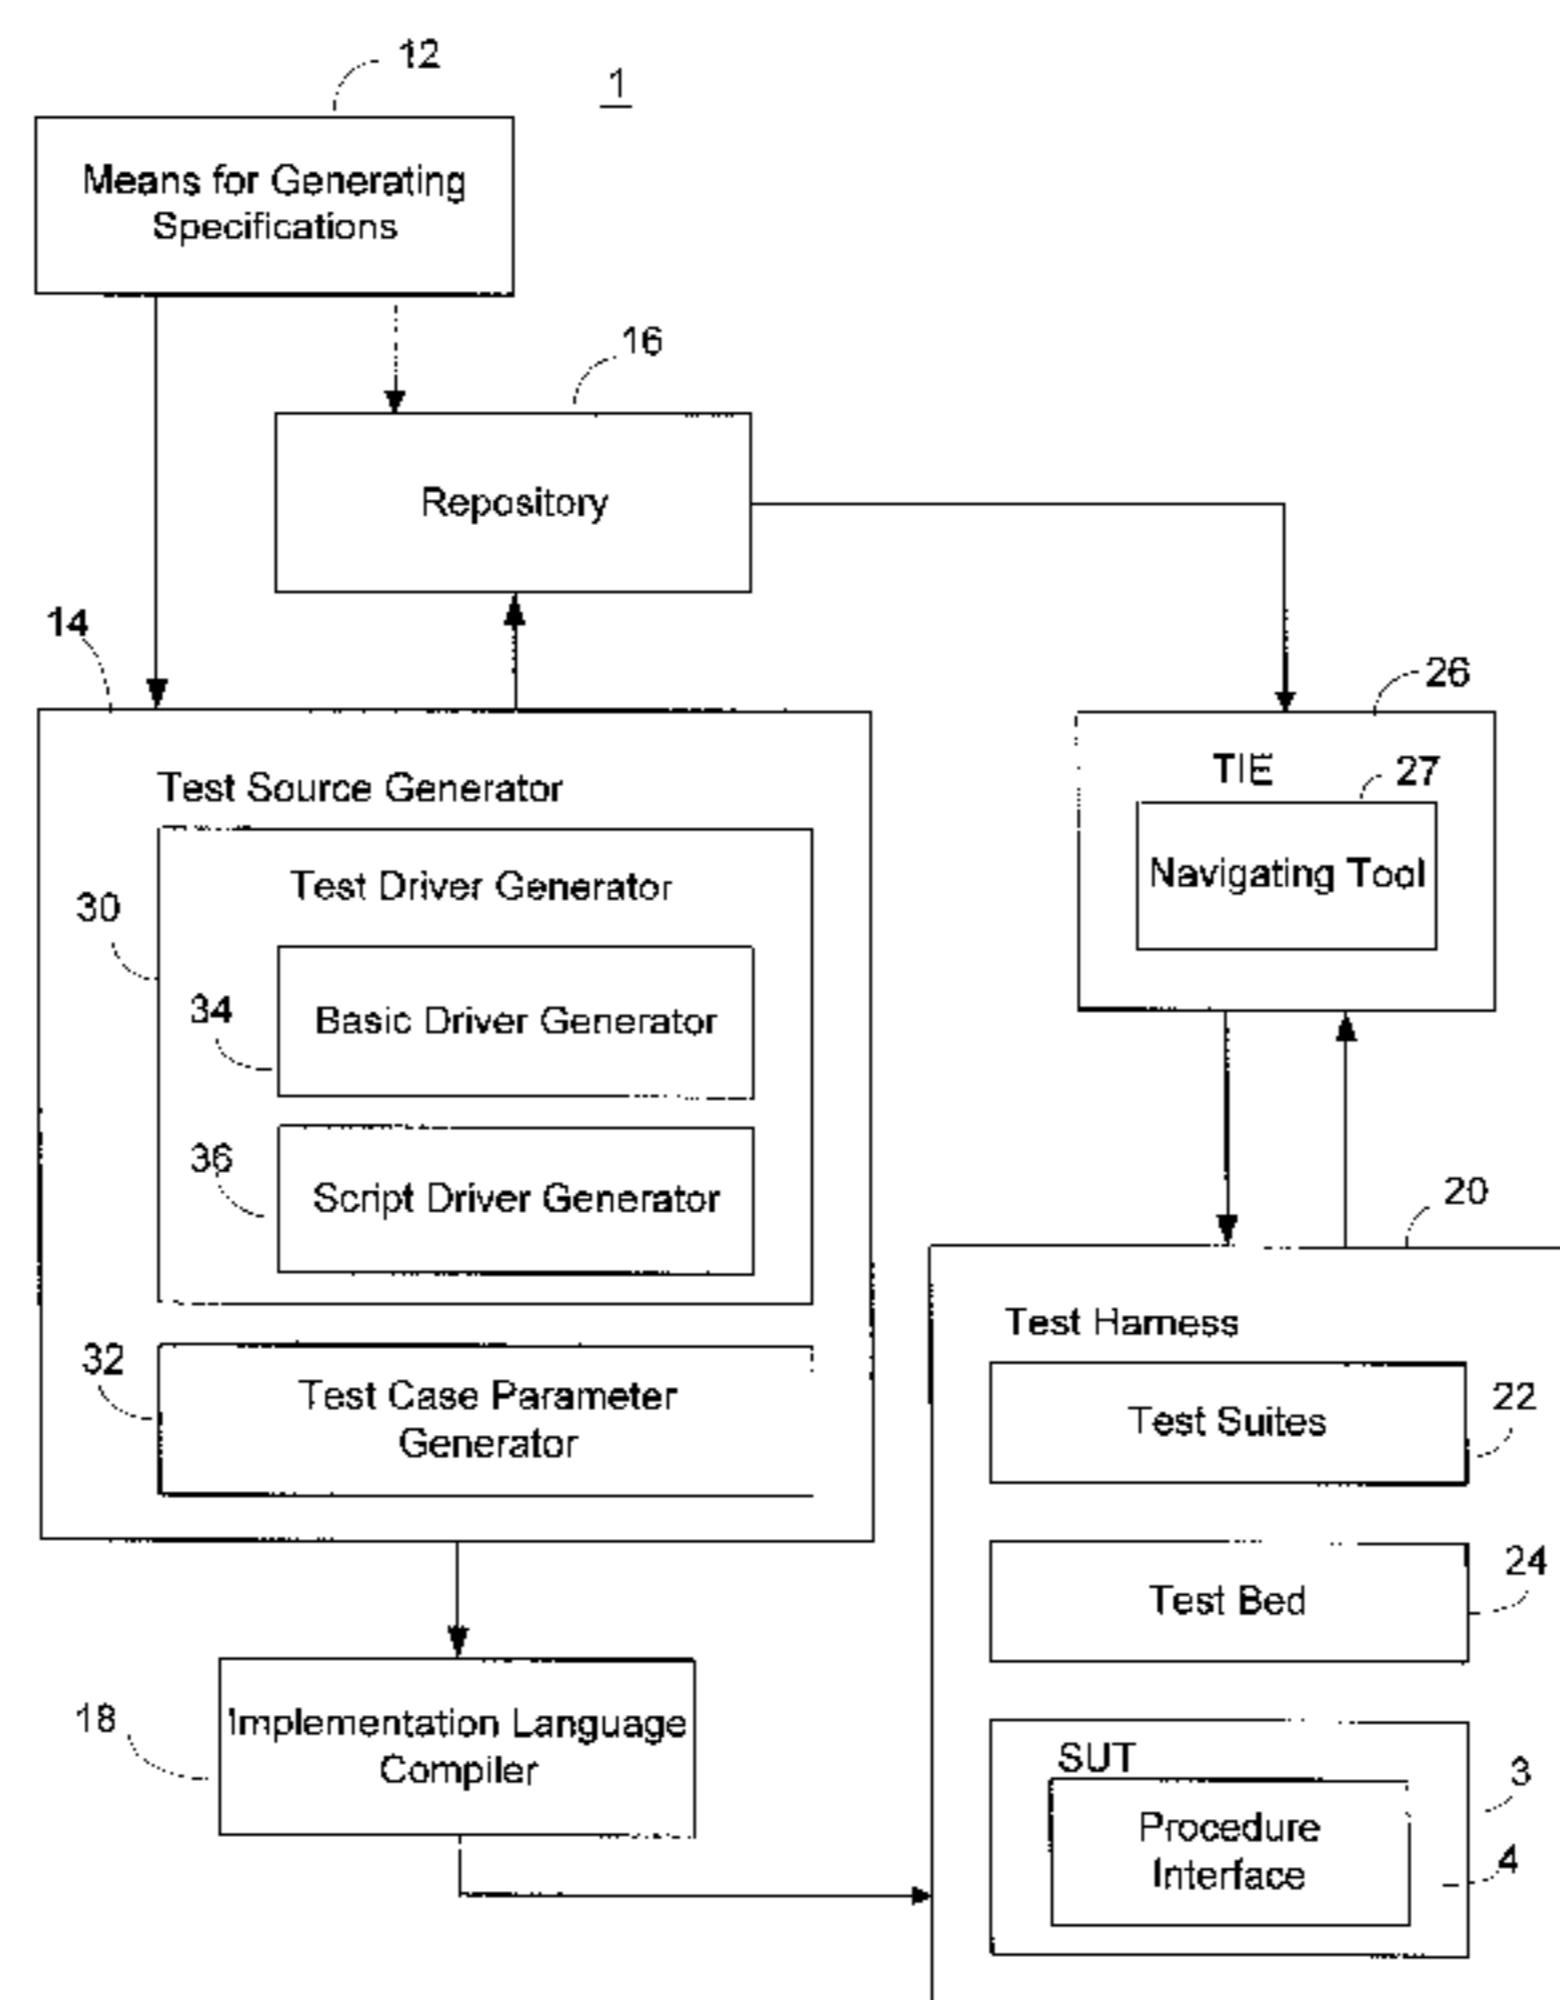 12
1
Means for Generating
Specifications
16
Repository
14
26
TIE
27
Navigating Tool
Test Source Generator
Test Driver Generator
30
34
Basic Driver Generator
36
Script Driver Generator
20
Test Harness
32
Test Case Parameter
Generator
Test Suites
22
Test Bed
24
18
Implementation Language
Compiler
SUT
3
Procedure
Interface
4